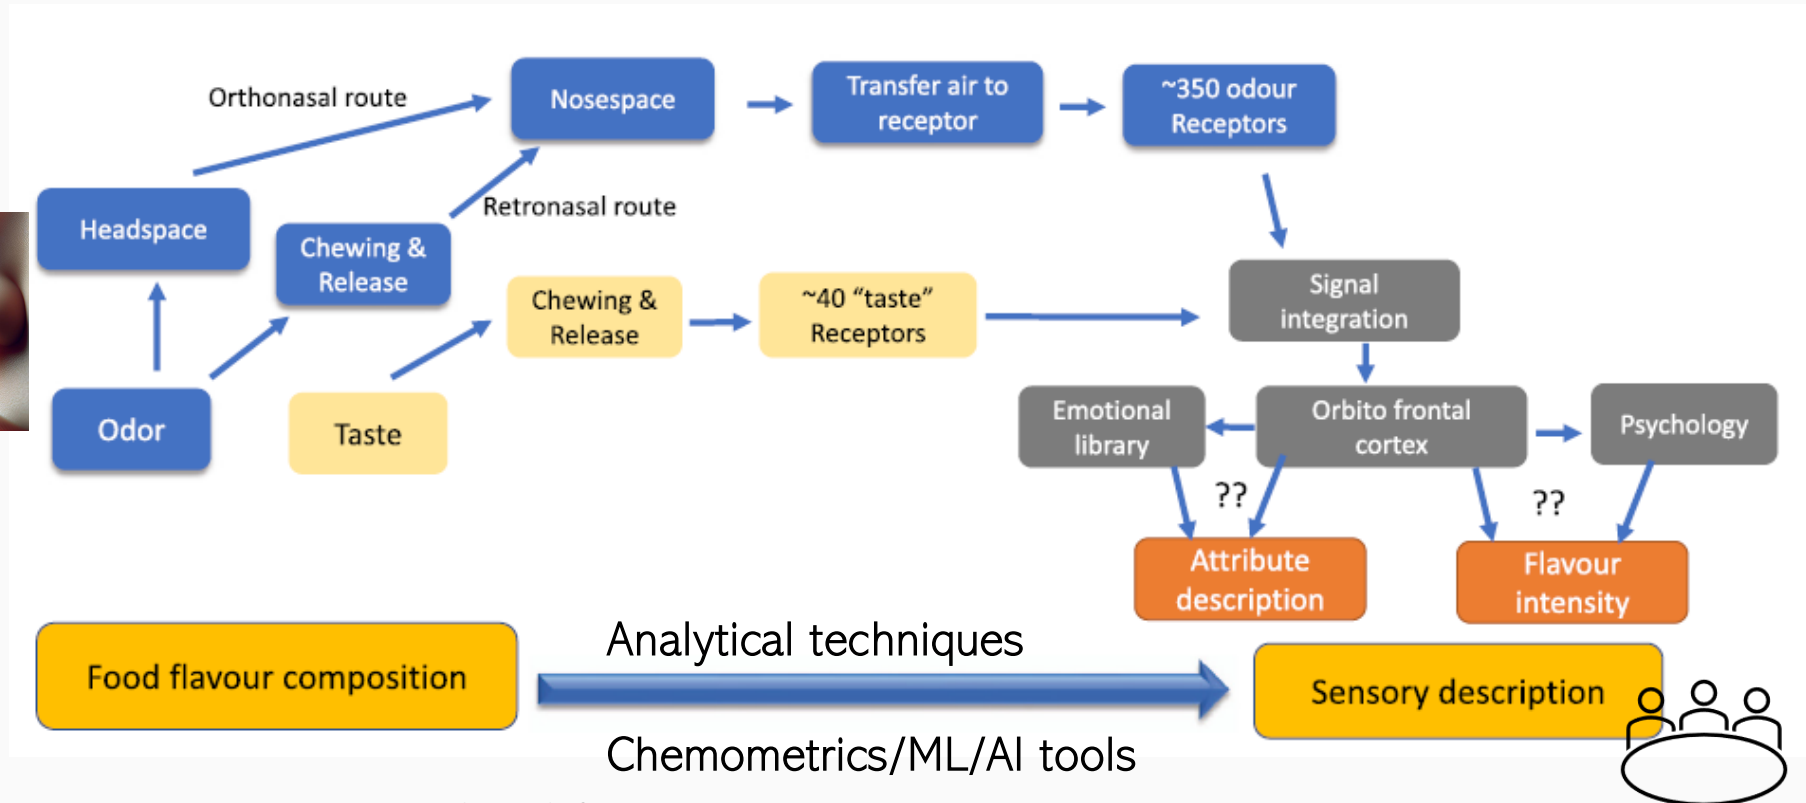 Orthonasal route
Nosespace
Transfer air to
receptor
~350 odour
Receptors
Headspace
Chewing &
Release
Retronasal route
Chewing &
Release
~40 “taste”
Receptors
Signal
integration
Odor
Taste
Emotional
library
Orbito frontal
cortex
Psychology
??
??
Attribute
description
Flavour
intensity
Food flavour composition
Analytical techniques
Chemometrics/ML/AI tools
Sensory description